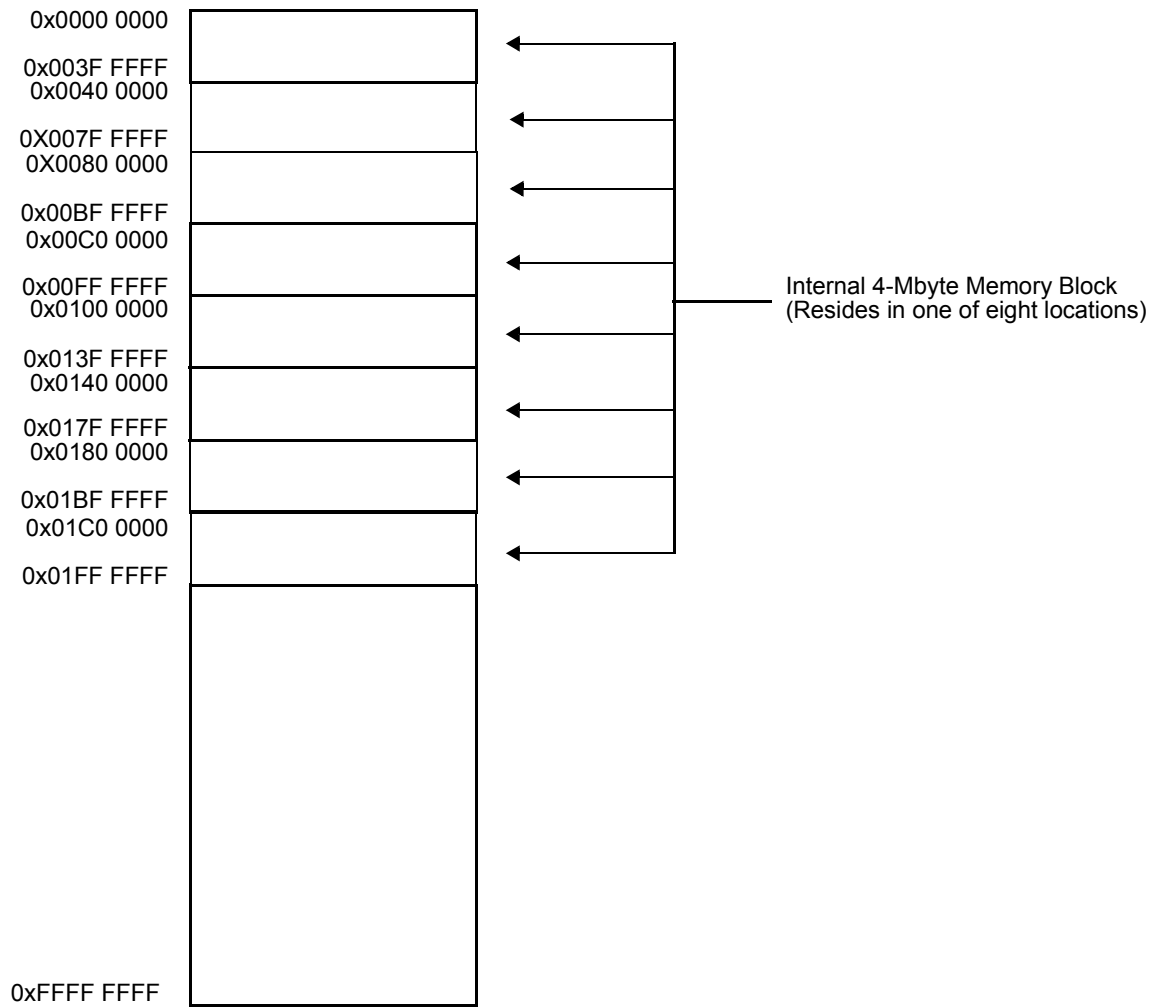 0x0000 0000
0x003F FFFF
0x0040 0000
0X007F FFFF
0X0080 0000
0x00BF FFFF
0x00C0 0000
0x00FF FFFF
0x0100 0000
0x013F FFFF
0x0140 0000
0x017F FFFF
0x0180 0000
0x01BF FFFF
0x01C0 0000
0x01FF FFFF
0xFFFF FFFF
Internal 4-Mbyte Memory Block
(Resides in one of eight locations)